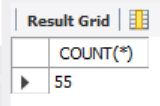 Result Grid
COUNT(*)
55